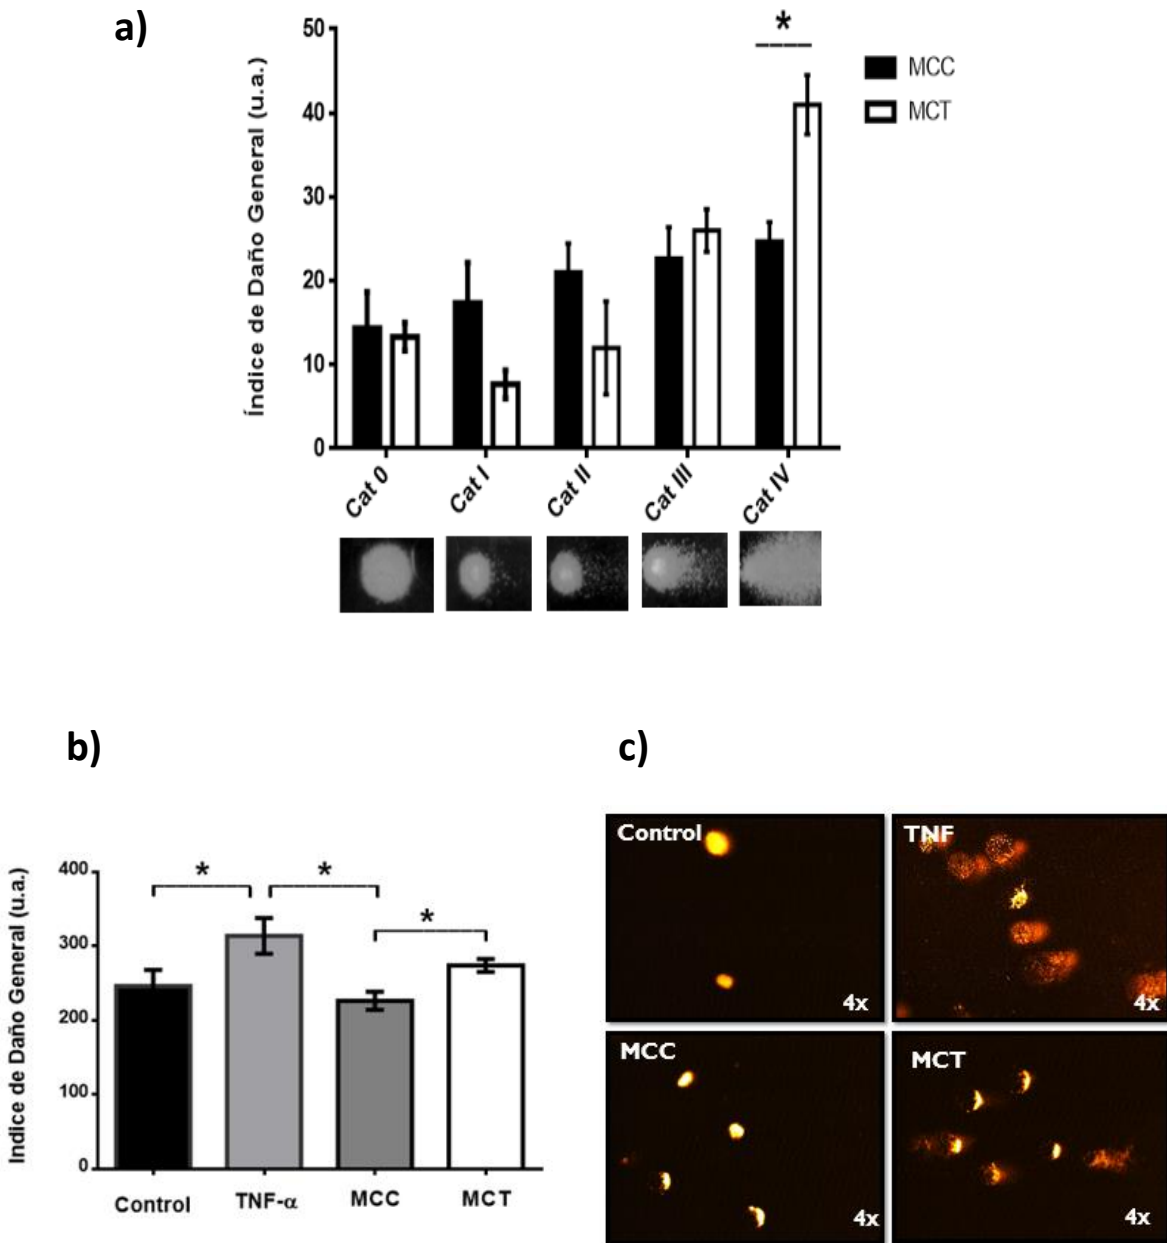 a)
Índice de Daño General (u.a.)
50
40
30
20
10
0
*
MCC
MCT
Cat 0
Cat I
Cat II
Cat III
Cat IV
b)
Indice de Daño General (u.a.)
400
300
200
100
0
*
*
*
Control
TNF-α
MCC
MCT
c)
Control
4x
TNF
4x
MCC
4x
MCT
4x